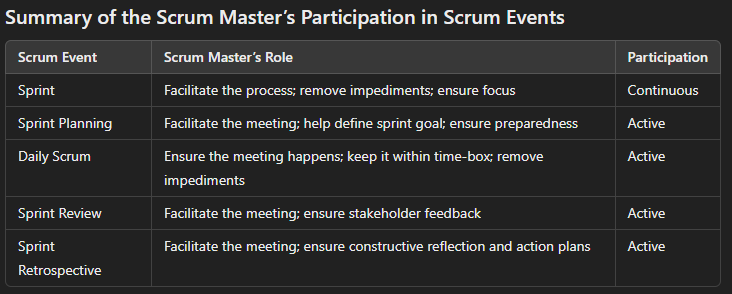 Summary of the Scrum Master’s Participation in Scrum Events
Scrum Event Scrum Master’s Role Participation
Sprint Facilitate the process; remove impediments; ensure focus Continuous
Sprint Planning Facilitate the meeting; help define sprint goal; ensure preparedness Active
Daily Scrum Ensure the meeting happens; keep it within time-box; remove Active
impediments
Sprint Review Facilitate the meeting; ensure stakeholder feedback Active
Sprint Facilitate the meeting; ensure constructive reflection and action plans Active
Retrospective